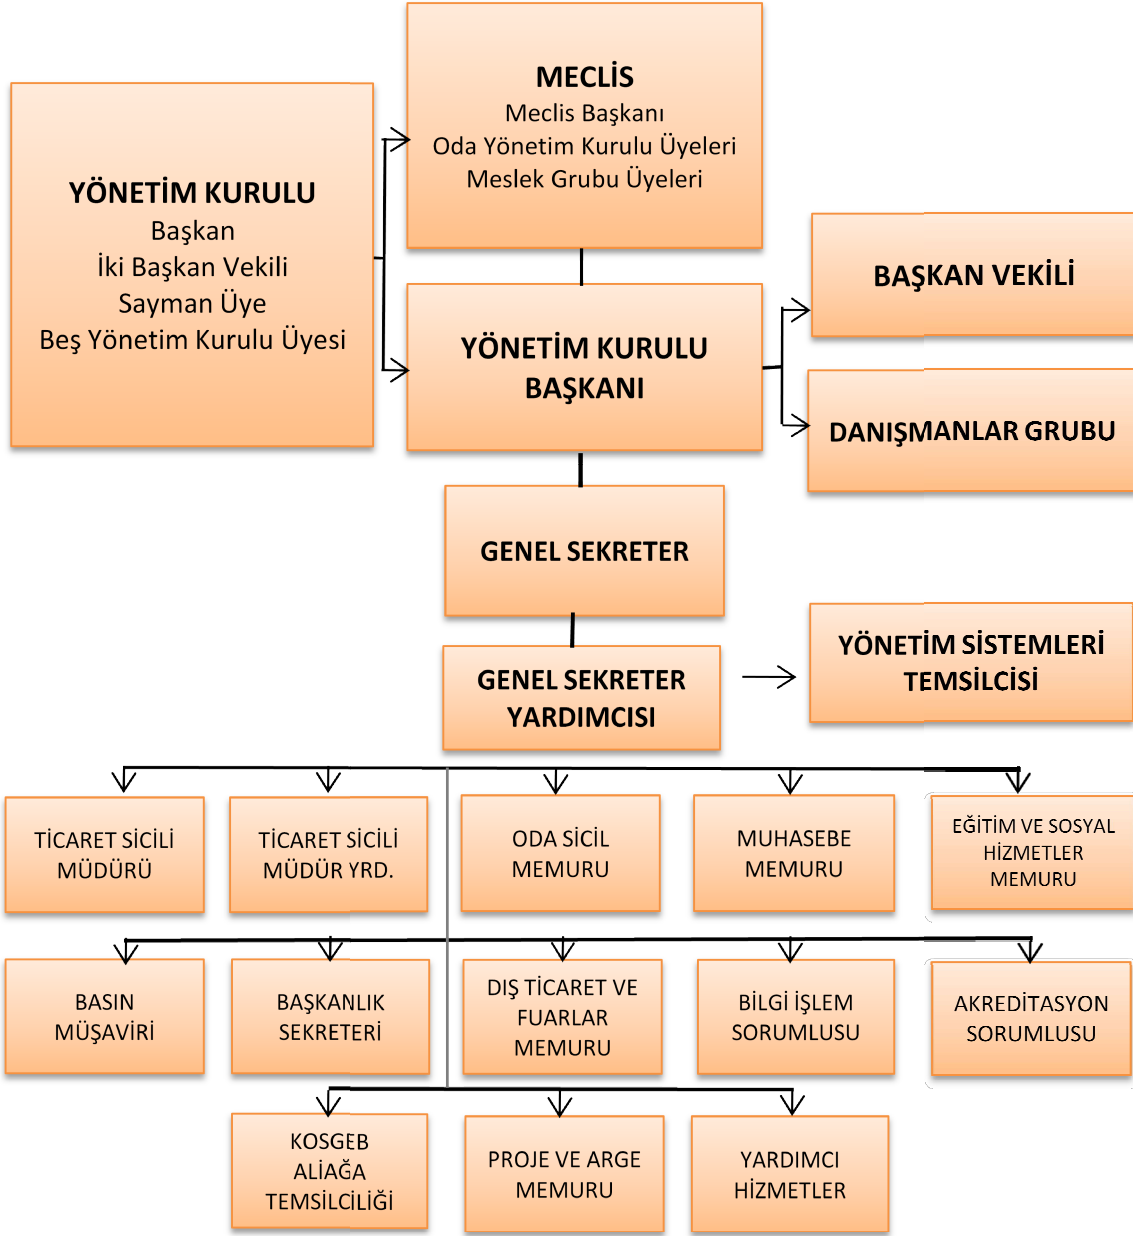 MECLİS
Meclis Başkanı
Oda Yönetim Kurulu Üyeleri
Meslek Grubu Üyeleri
YÖNETİM KURULU
Başkan
İki Başkan Vekili
Sayman Üye
Beş Yönetim Kurulu Üyesi
BAŞKAN VEKİLİ
YÖNETİM KURULU
BAŞKANI
DANIŞMANLAR GRUBU
GENEL SEKRETER
GENEL SEKRETER
YARDIMCISI
YÖNETİM SİSTEMLERİ
TEMSİLCİSİ
TİCARET SİCİLİ
MÜDÜRÜ
TİCARET SİCİLİ
MÜDÜR YRD.
ODA SİCİL
MEMURU
MUHASEBE
MEMURU
EĞİTİM VE SOSYAL
HİZMETLER
MEMURU
BASIN
MÜŞAVİRİ
BAŞKANLIK
SEKRETERİ
DIŞ TİCARET VE
FUARLAR
MEMURU
BİLGİ İŞLEM
SORUMLUSU
AKREDİTASYON
SORUMLUSU
KOSGEB
ALİAĞA
TEMSİLCİLİĞİ
PROJE VE ARGE
MEMURU
YARDIMCI
HİZMETLER